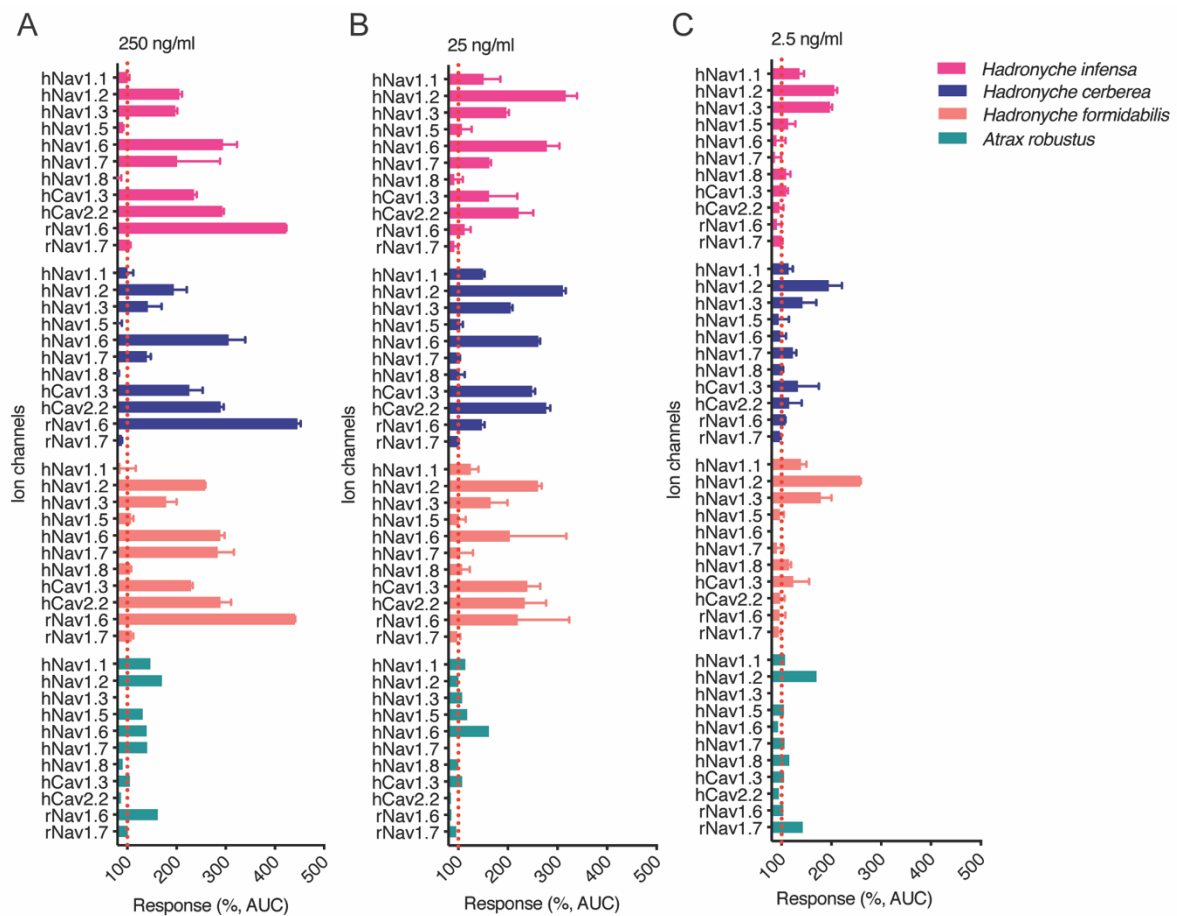 A
250 ng/ml
hNav1.1
hNav1.2
hNav1.3
hNav1.5
hNav1.6
hNav1.7
hNav1.8
hCav1.3
hCav2.2
rNav1.6
rNav1.7
hNav1.1
hNav1.2
hNav1.3
hNav1.5
hNav1.6
hNav1.7
hNav1.8
hCav1.3
hCav2.2
rNav1.6
rNav1.7
hNav1.1
hNav1.2
hNav1.3
hNav1.5
hNav1.6
hNav1.7
hNav1.8
hCav1.3
hCav2.2
rNav1.6
rNav1.7
hNav1.1
hNav1.2
hNav1.3
hNav1.5
hNav1.6
hNav1.7
hNav1.8
hCav1.3
hCav2.2
rNav1.6
rNav1.7
Ion channels
100 200 300 400 500
Response (%, AUC)
B
25 ng/ml
hNav1.1
hNav1.2
hNav1.3
hNav1.5
hNav1.6
hNav1.7
hNav1.8
hCav1.3
hCav2.2
rNav1.6
rNav1.7
hNav1.1
hNav1.2
hNav1.3
hNav1.5
hNav1.6
hNav1.7
hNav1.8
hCav1.3
hCav2.2
rNav1.6
rNav1.7
hNav1.1
hNav1.2
hNav1.3
hNav1.5
hNav1.6
hNav1.7
hNav1.8
hCav1.3
hCav2.2
rNav1.6
rNav1.7
hNav1.1
hNav1.2
hNav1.3
hNav1.5
hNav1.6
hNav1.7
hNav1.8
hCav1.3
hCav2.2
rNav1.6
rNav1.7
Ion channels
100 200 300 400 500
Response (%, AUC)
C
2.5 ng/ml
hNav1.1
hNav1.2
hNav1.3
hNav1.5
hNav1.6
hNav1.7
hNav1.8
hCav1.3
hCav2.2
rNav1.6
rNav1.7
hNav1.1
hNav1.2
hNav1.3
hNav1.5
hNav1.6
hNav1.7
hNav1.8
hCav1.3
hCav2.2
rNav1.6
rNav1.7
hNav1.1
hNav1.2
hNav1.3
hNav1.5
hNav1.6
hNav1.7
hNav1.8
hCav1.3
hCav2.2
rNav1.6
rNav1.7
hNav1.1
hNav1.2
hNav1.3
hNav1.5
hNav1.6
hNav1.7
hNav1.8
hCav1.3
hCav2.2
rNav1.6
rNav1.7
Ion channels
100 200 300 400 500
Response (%, AUC)
Hadronyche infensa
Hadronyche cerberea
Hadronyche formidabilis
Atrax robustus